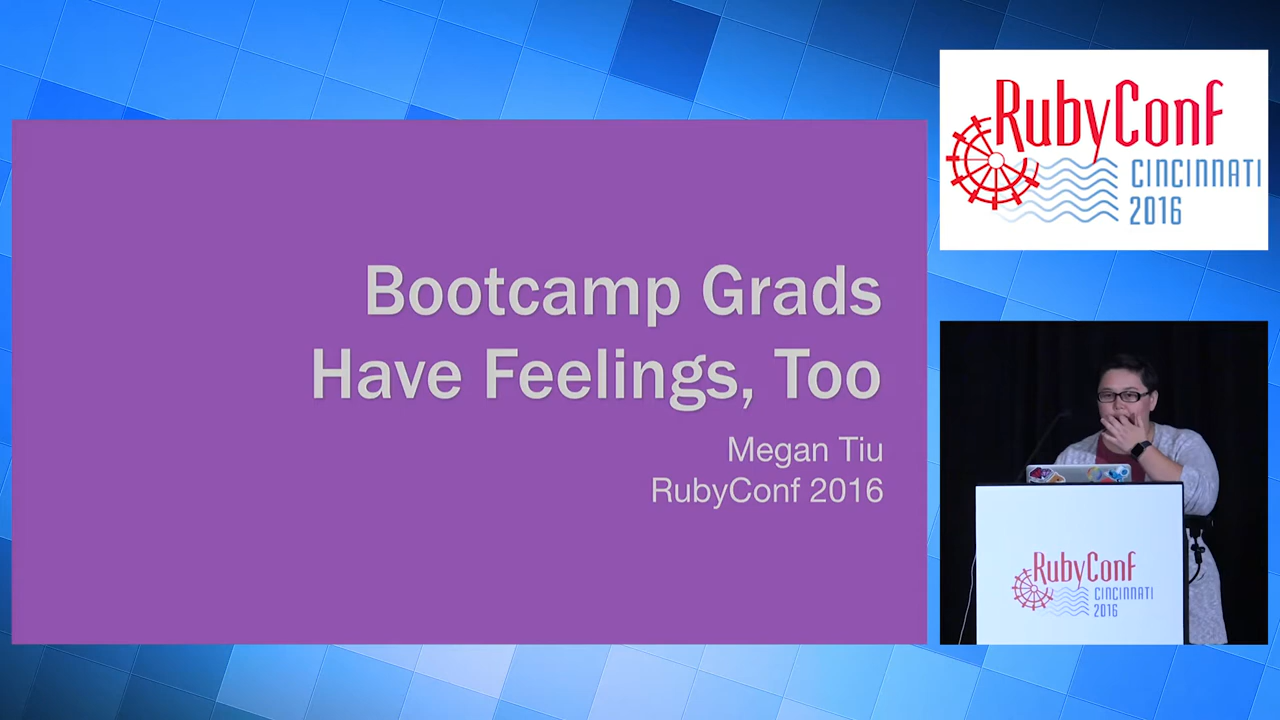 Bootcamp Grads
Have Feelings, Too
Megan Tiu
RubyConf 2016
RubyConf
CINCINNATI
2016
RubyConf
CINCINNATI
2016